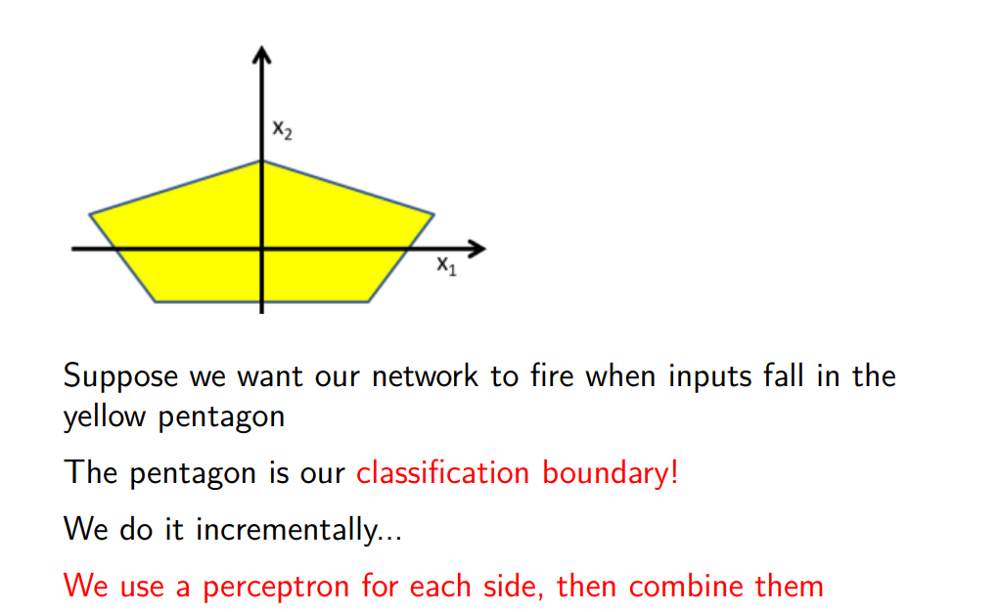 x₂
x₁
Suppose we want our network to fire when inputs fall in the
yellow pentagon
The pentagon is our classification boundary!
We do it incrementally...
We use a perceptron for each side, then combine them